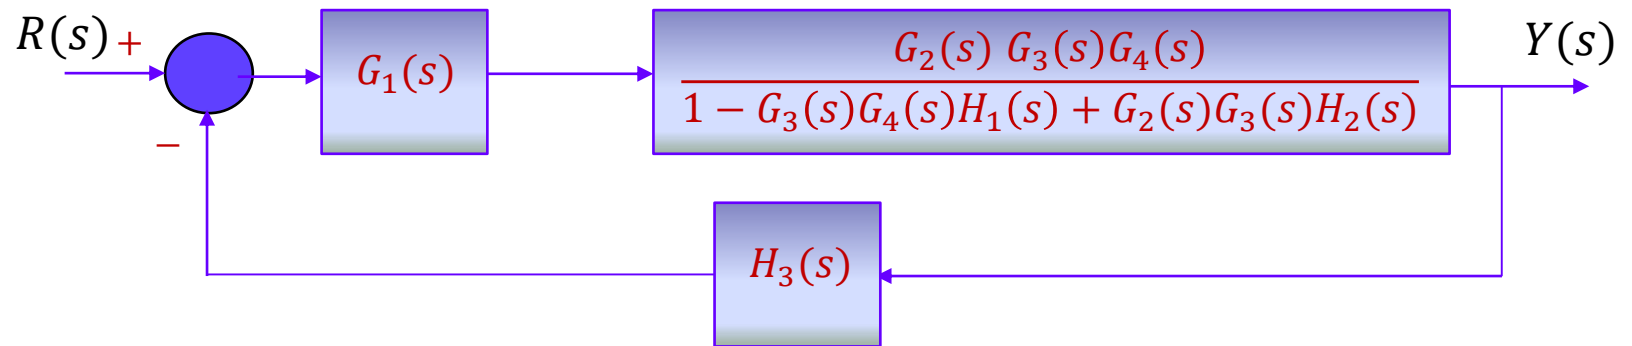 R(s) + G₁(s) G₂(s) G₃(s)G₄(s) Y(s)
1 − G₃(s)G₄(s)H₁(s) + G₂(s)G₃(s)H₂(s)
−
H₃(s)